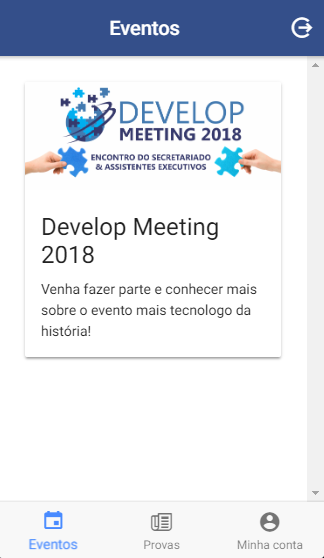 Eventos
DEVELOP
MEETING 2018
ENCONTRO DO SECRETARIADO
& ASSISTENTES EXECUTIVOS
Develop Meeting
2018
Venha fazer parte e conhecer mais
sobre o evento mais tecnologo da
história!
Eventos
Provas
Minha conta